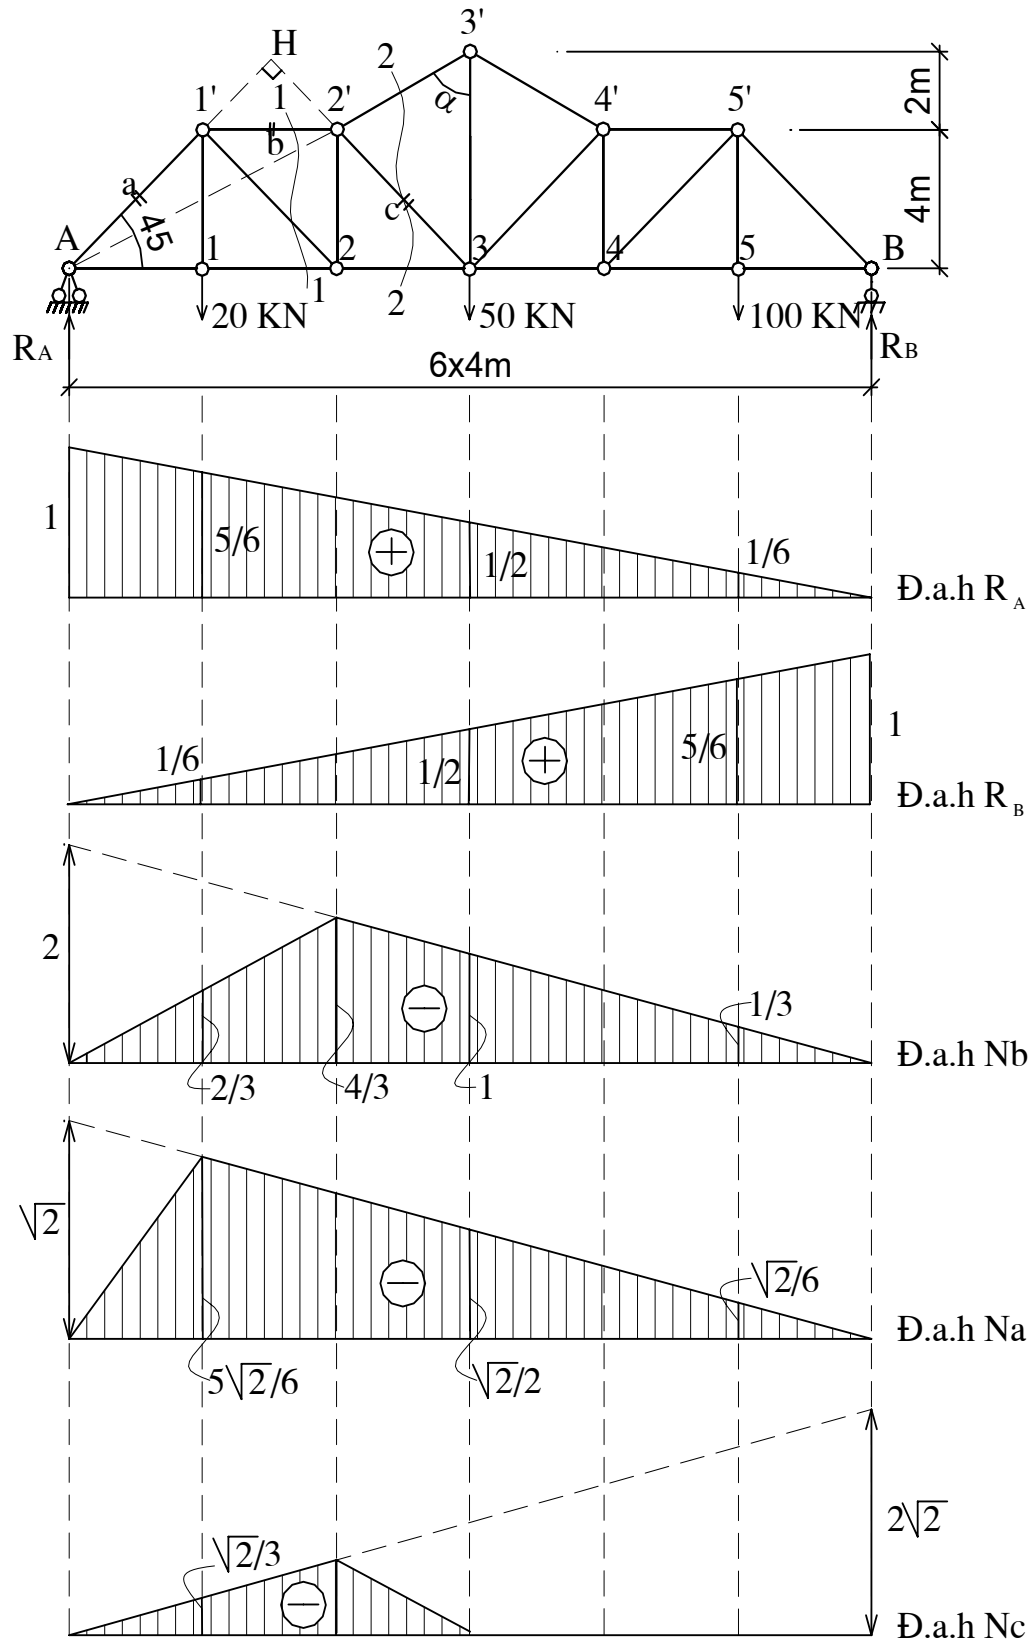 3'
H 2
1' 1 2' α 4' 5' 2m
b
a c 4m
A 45 1 2 3 4 5 B
1 2
20 KN 50 KN 100 KN
RA RB
6x4m
1 5/6 1/2 1/6
Đ.a.h RA
1/6 1/2 5/6 1
Đ.a.h RB
2 1/3
Đ.a.h Nb
2/3 4/3 1
√2 √2/6
Đ.a.h Na
5√2/6 √2/2
√2/3 2√2
Đ.a.h Nc